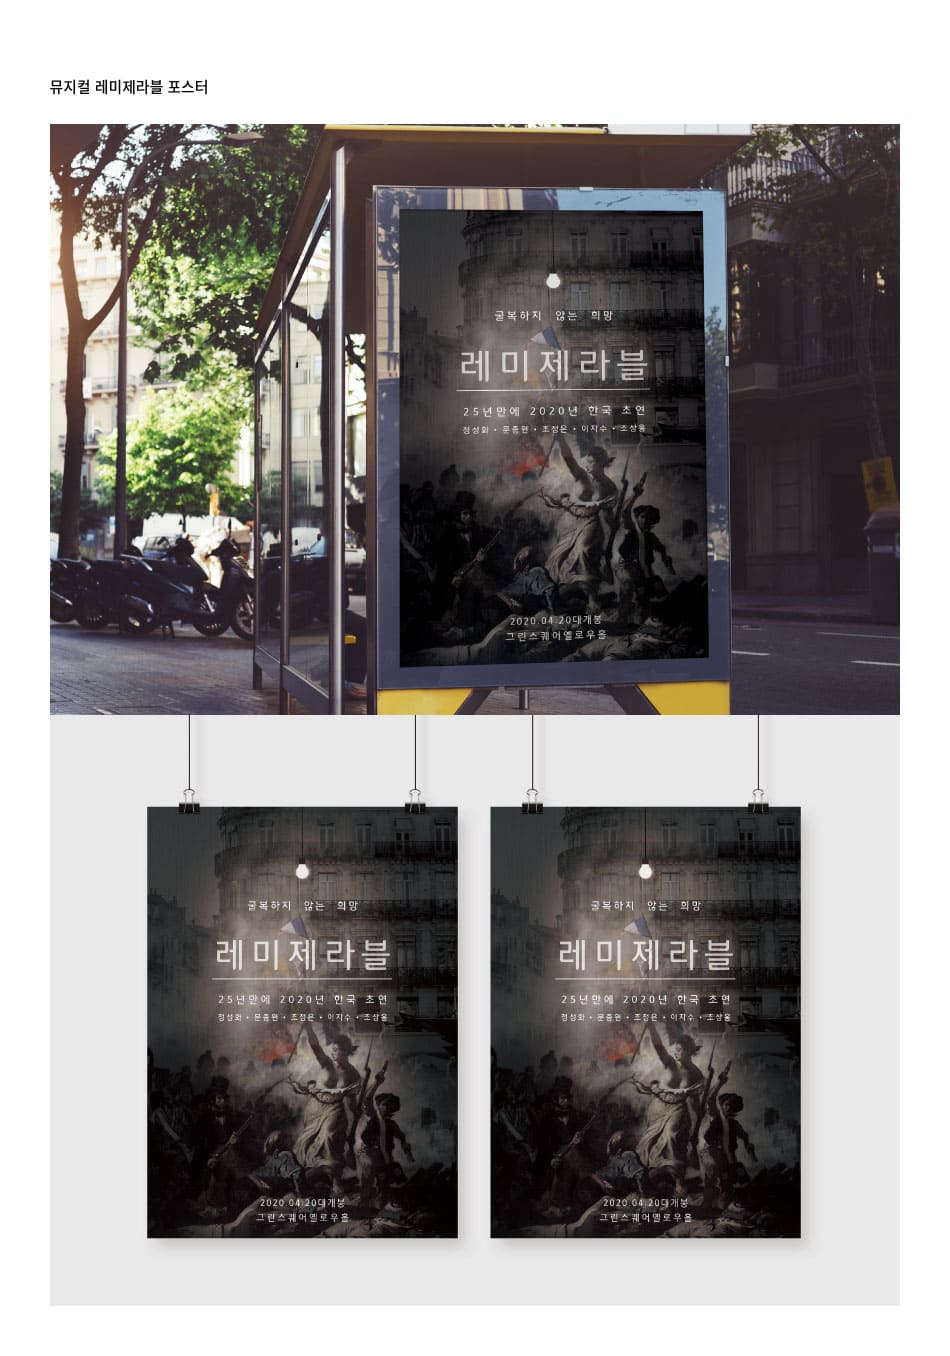 뮤지컬 레미제라블 포스터
굴복하지 않는 희망
레미제라블
25년만에 2020년 한국 초연
정성화 • 문종원 • 조정은 • 이지수 • 조상웅
2020.04.20대개봉
그린스퀘어옐로우홀
굴복하지 않는 희망
레미제라블
25년만에 2020년 한국 초연
정성화 • 문종원 • 조정은 • 이지수 • 조상웅
2020.04.20대개봉
그린스퀘어옐로우홀
굴복하지 않는 희망
레미제라블
25년만에 2020년 한국 초연
정성화 • 문종원 • 조정은 • 이지수 • 조상웅
2020.04.20대개봉
그린스퀘어옐로우홀